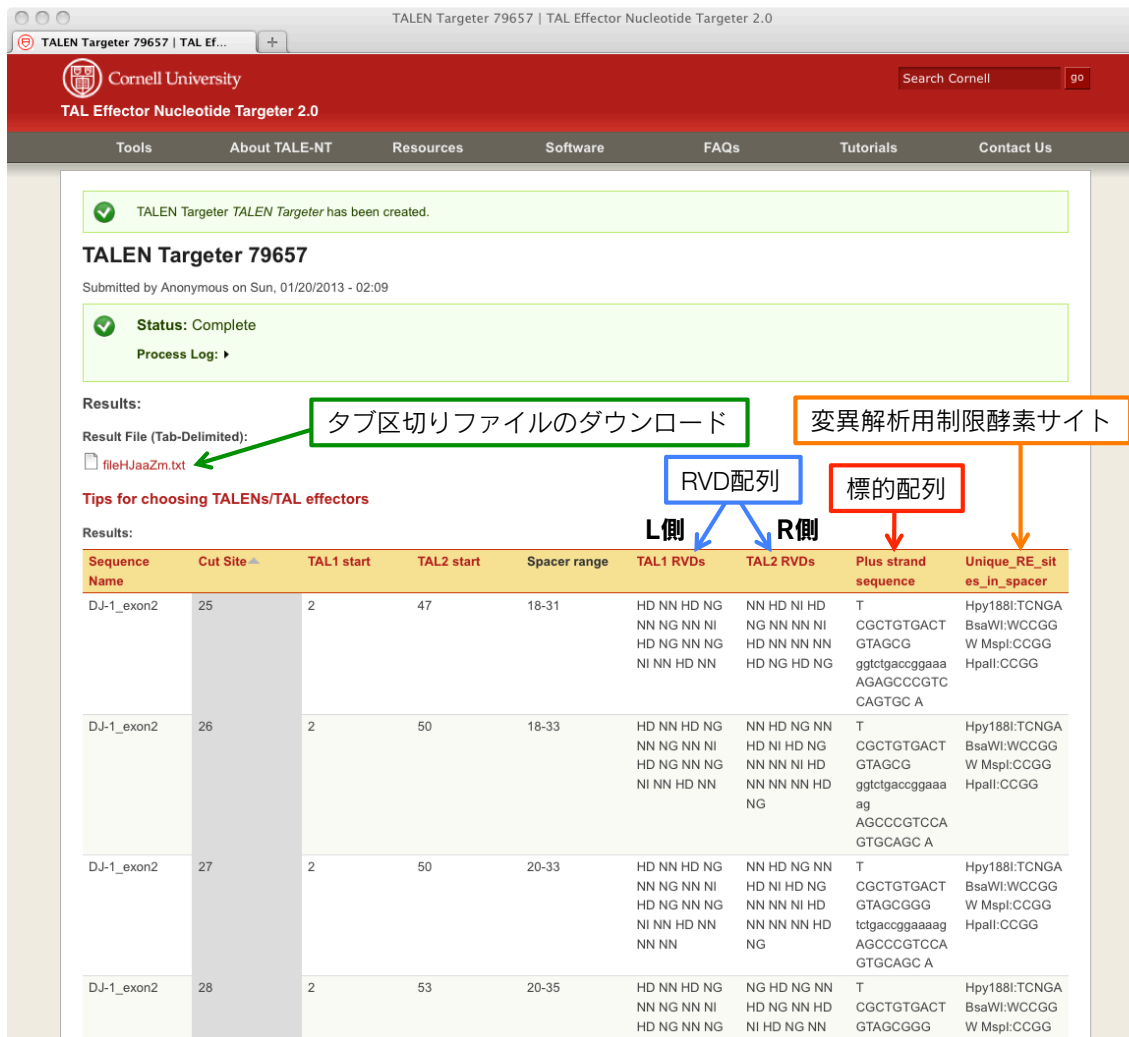 TALEN Targeter 79657 | TAL Effector Nucleotide Targeter 2.0
TALEN Targeter 79657 | TAL Ef...
+
Cornell University
Search Cornell
go
TAL Effector Nucleotide Targeter 2.0
Tools About TALE-NT Resources Software FAQs Tutorials Contact Us
TALEN Targeter TALEN Targeter has been created.
TALEN Targeter 79657
Submitted by Anonymous on Sun, 01/20/2013 - 02:09
Status: Complete
Process Log:
Results:
タブ区切りファイルのダウンロード
変異解析用制限酵素サイト
Result File (Tab-Delimited):
fileHJaaZm.txt
RVD配列
標的配列
Tips for choosing TALENs/TAL effectors
L側
R側
Results:
Sequence Name Cut Site TAL1 start TAL2 start Spacer range TAL1 RVDs TAL2 RVDs Plus strand sequence Unique_RE_sites_in_spacer
DJ-1_exon2 25 2 47 18-31 HD NN HD NG NN HD NI HD T Hpy188I:TCNGA
NN NG NN NI NG NN NN NI CGCTGTGACT BsaWI:WCCGG
HD NG NN NG HD NN NN NN GTAGCG W MspI:CCGG
NI NN HD NN HD NG HD NG ggtctgaccggaaa HpaII:CCGG
AGAGCCCGTC
CAGTGC A
DJ-1_exon2 26 2 50 18-33 HD NN HD NG NN HD NG NN T Hpy188I:TCNGA
NN NG NN NI HD NI HD NG CGCTGTGACT BsaWI:WCCGG
HD NG NN NG NN NN NI HD GTAGCG W MspI:CCGG
NI NN HD NN NN NN NN HD ggtctgaccggaaa HpaII:CCGG
NG ag
AGCCCGTCCA
GTGCAGC A
DJ-1_exon2 27 2 50 20-33 HD NN HD NG NN HD NG NN T Hpy188I:TCNGA
NN NG NN NI HD NI HD NG CGCTGTGACT BsaWI:WCCGG
HD NG NN NG NN NN NI HD GTAGCGGG W MspI:CCGG
NI NN HD NN NN NN NN HD tctgaccggaaaag HpaII:CCGG
NN NN NG AGCCCGTCCA
GTGCAGC A
DJ-1_exon2 28 2 53 20-35 HD NN HD NG NG HD NG NN T Hpy188I:TCNGA
NN NG NN NI HD NG NN HD CGCTGTGACT BsaWI:WCCGG
HD NG NN NG NI HD NG NN GTAGCGGG W MspI:CCGG